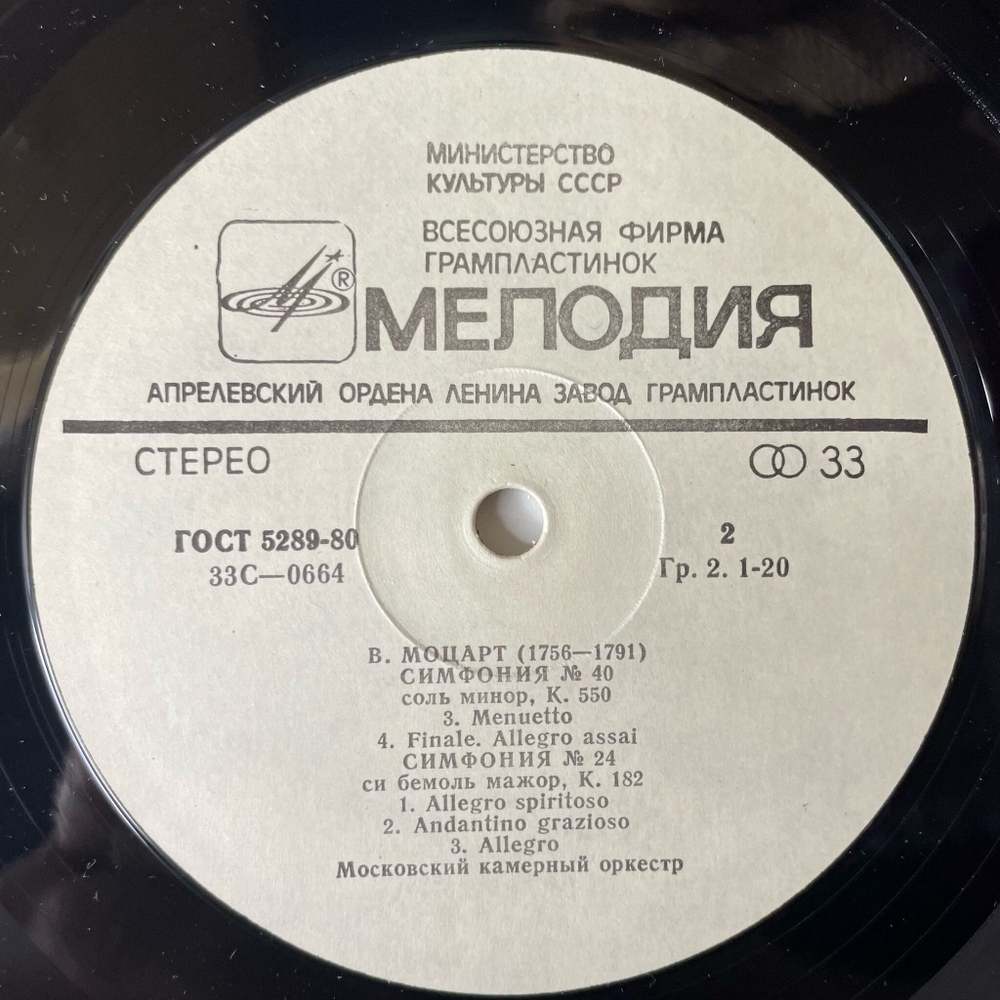 МИНИСТЕРСТВО
КУЛЬТУРЫ СССР
ВСЕСОЮЗНАЯ ФИРМА
ГРАМПЛАСТИНОК
®
МЕЛОДИЯ
АПРЕЛЕВСКИЙ ОРДЕНА ЛЕНИНА ЗАВОД ГРАМПЛАСТИНОК
СТЕРЕО 33
ГОСТ 5289-80 2
33С—0664 Гр. 2. 1-20
В. МОЦАРТ (1756—1791)
СИМФОНИЯ № 40
соль минор, К. 550
3. Menuetto
4. Finale. Allegro assai
СИМФОНИЯ № 24
си бемоль мажор, К. 182
1. Allegro spiritoso
2. Andantino grazioso
3. Allegro
Московский камерный оркестр